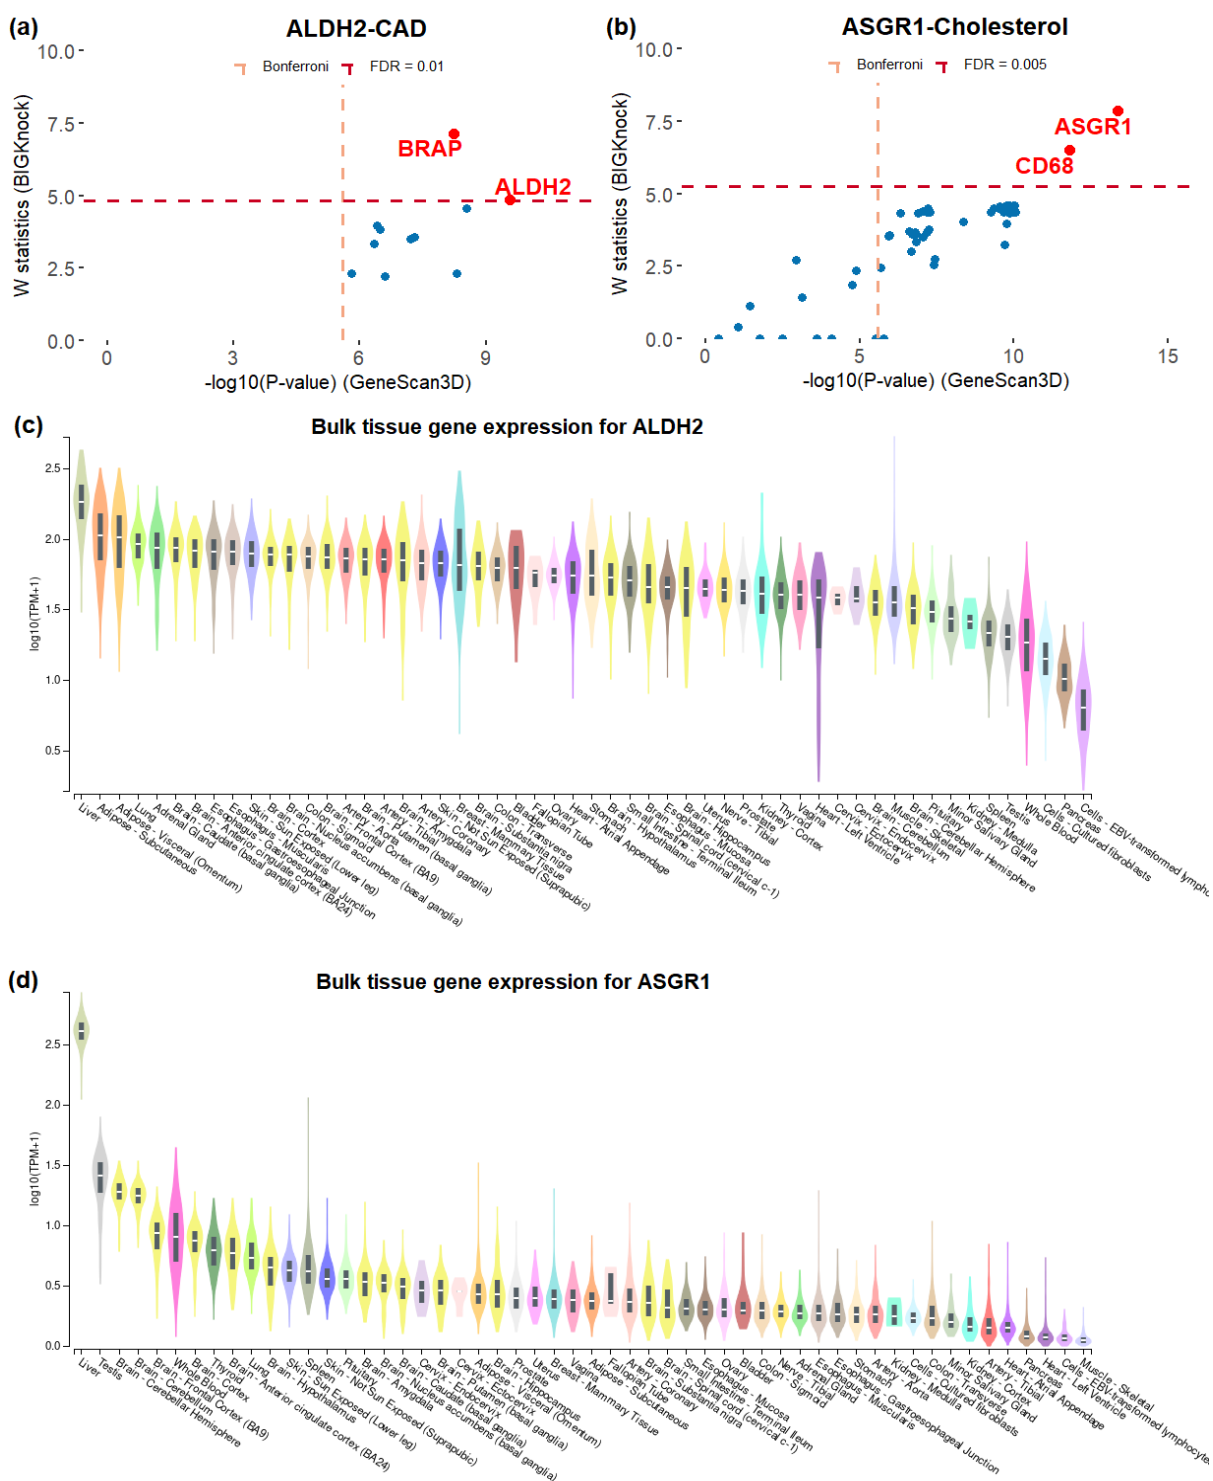 (a)
ALDH2-CAD
Bonferroni
FDR = 0.01
10.0
7.5
5.0
2.5
0.0
W statistics (BIGKnock)
BRAP
ALDH2
0
3
6
9
-log10(P-value) (GeneScan3D)
(b)
ASGR1-Cholesterol
Bonferroni
FDR = 0.005
10.0
7.5
5.0
2.5
0.0
W statistics (BIGKnock)
ASGR1
CD68
0
5
10
15
-log10(P-value) (GeneScan3D)
(c)
Bulk tissue gene expression for ALDH2
2.5
2.0
1.5
1.0
0.5
log10(TPM+1)
Liver
Adipose - Subcutaneous
Adipose - Visceral (Omentum)
Lung
Adrenal Gland
Brain - Caudate (basal ganglia)
Brain - Anterior cingulate cortex (BA24)
Esophagus - Gastroesophageal Junction
Esophagus - Muscularis
Skin - Sun Exposed (Lower leg)
Brain - Cortex
Brain - Nucleus accumbens (basal ganglia)
Colon - Sigmoid
Brain - Frontal Cortex (BA9)
Artery - Aorta
Brain - Putamen (basal ganglia)
Artery - Tibial
Brain - Amygdala
Artery - Coronary
Skin - Not Sun Exposed (Suprapubic)
Breast - Mammary Tissue
Brain - Substantia nigra
Colon - Transverse
Bladder
Fallopian Tube
Ovary
Heart - Atrial Appendage
Stomach
Brain - Hypothalamus
Small Intestine - Terminal Ileum
Brain - Spinal cord (cervical c-1)
Esophagus - Mucosa
Brain - Hippocampus
Uterus
Nerve - Tibial
Prostate
Kidney - Cortex
Thyroid
Vagina
Heart - Left Ventricle
Cervix - Ectocervix
Cervix - Endocervix
Brain - Cerebellum
Muscle - Skeletal
Brain - Cerebellar Hemisphere
Pituitary
Minor Salivary Gland
Kidney - Medulla
Spleen
Testis
Whole Blood
Cells - Cultured fibroblasts
Pancreas
Cells - EBV-transformed lympho
(d)
Bulk tissue gene expression for ASGR1
2.5
2.0
1.5
1.0
0.5
0.0
log10(TPM+1)
Liver
Testis
Brain - Cerebellar Hemisphere
Brain - Cerebellum
Brain - Frontal Cortex (BA9)
Whole Blood
Brain - Cortex
Thyroid
Brain - Anterior cingulate cortex (BA24)
Lung
Brain - Hypothalamus
Skin - Sun Exposed (Lower leg)
Spleen
Skin - Not Sun Exposed (Suprapubic)
Pituitary
Brain - Amygdala
Brain - Nucleus accumbens (basal ganglia)
Brain - Caudate (basal ganglia)
Cervix - Endocervix
Brain - Putamen (basal ganglia)
Cervix - Ectocervix
Adipose - Visceral (Omentum)
Brain - Hippocampus
Prostate
Uterus
Breast - Mammary Tissue
Vagina
Adipose - Subcutaneous
Fallopian Tube
Artery - Coronary
Brain - Substantia nigra
Brain - Spinal cord (cervical c-1)
Small Intestine - Terminal Ileum
Esophagus - Mucosa
Ovary
Bladder
Colon - Sigmoid
Nerve - Tibial
Adrenal Gland
Esophagus - Muscularis
Esophagus - Gastroesophageal Junction
Stomach
Artery - Aorta
Kidney - Medulla
Cells - Cultured fibroblasts
Colon - Transverse
Minor Salivary Gland
Kidney - Cortex
Artery - Tibial
Heart - Atrial Appendage
Pancreas
Heart - Left Ventricle
Cells - EBV-transformed lymphocytes
Muscle - Skeletal